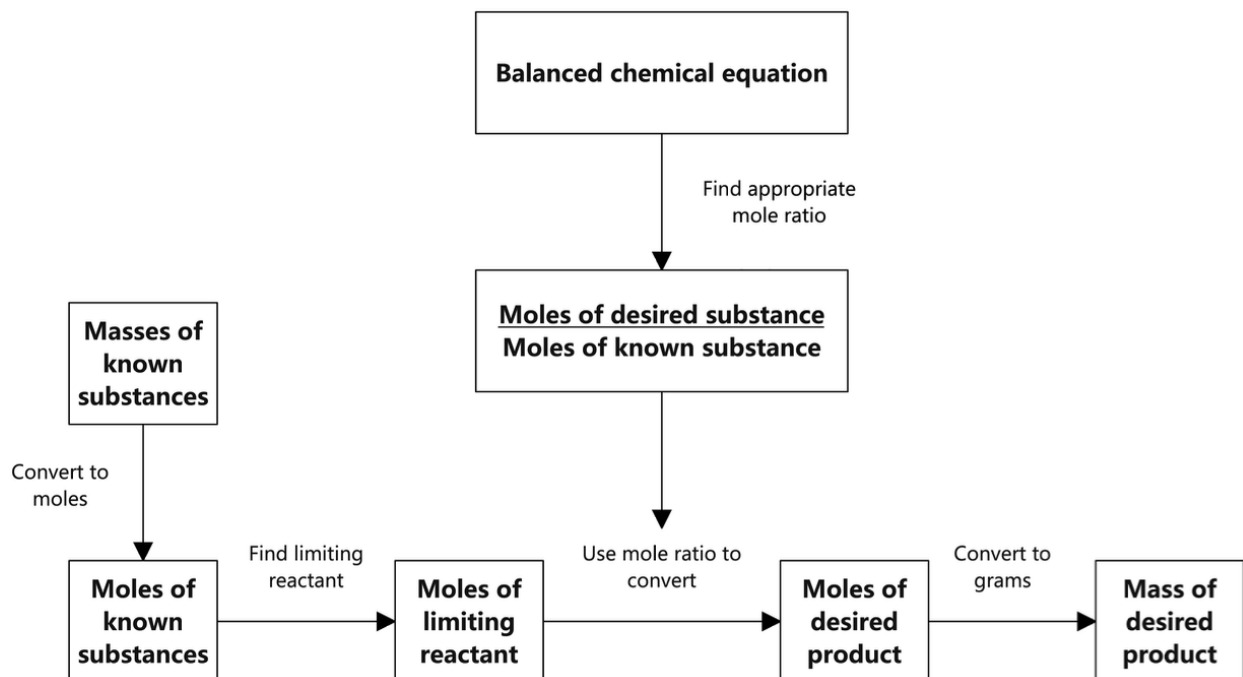 Balanced chemical equation
Find appropriate
mole ratio
Moles of desired substance
Moles of known substance
Masses of
known
substances
Convert to
moles
Find limiting
reactant
Use mole ratio to
convert
Convert to
grams
Moles of
known
substances
Moles of
limiting
reactant
Moles of
desired
product
Mass of
desired
product